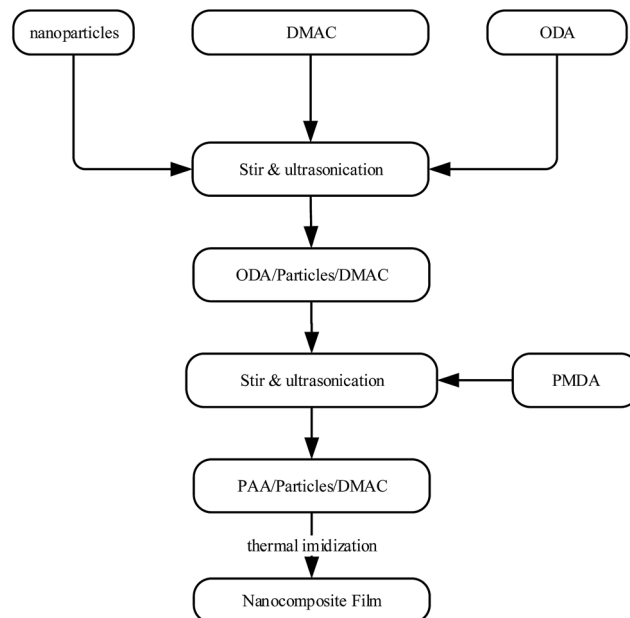 nanoparticles
DMAC
ODA
Stir & ultrasonication
ODA/Particles/DMAC
Stir & ultrasonication
PMDA
PAA/Particles/DMAC
thermal imidization
Nanocomposite Film